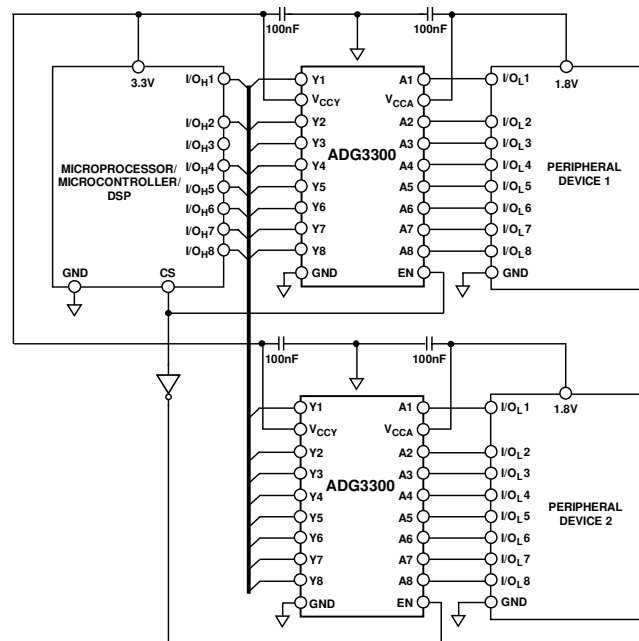 100nF 100nF
3.3V
I/OH1
I/OH2
I/OH3
I/OH4
I/OH5
I/OH6
I/OH7
I/OH8
MICROPROCESSOR/
MICROCONTROLLER/
DSP
GND CS
Y1 A1
VCCY VCCA
Y2 A2
Y3 A3
ADG3300
Y4 A4
Y5 A5
Y6 A6
Y7 A7
Y8 A8
GND EN
1.8V
I/OL1
I/OL2
I/OL3
I/OL4
I/OL5
I/OL6
I/OL7
I/OL8
GND
PERIPHERAL
DEVICE 1
100nF 100nF
Y1 A1
VCCY VCCA
Y2 A2
Y3 A3
ADG3300
Y4 A4
Y5 A5
Y6 A6
Y7 A7
Y8 A8
GND EN
1.8V
I/OL1
I/OL2
I/OL3
I/OL4
I/OL5
I/OL6
I/OL7
I/OL8
GND
PERIPHERAL
DEVICE 2